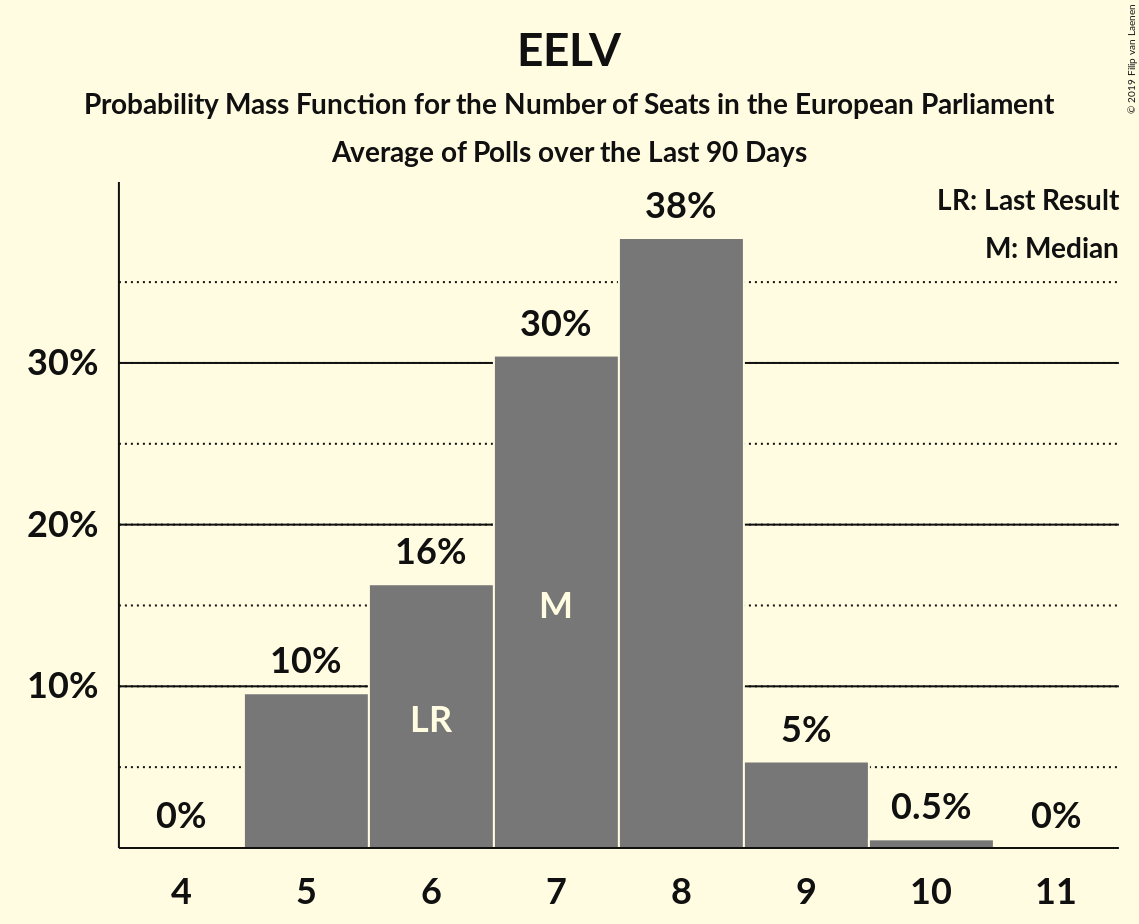 EELV
Probability Mass Function for the Number of Seats in the European Parliament
Average of Polls over the Last 90 Days
© 2019 Filip van Laenen
LR: Last Result
M: Median
38%
30%
30%
20%
16%
M
10%
10%
LR
5%
0%
0.5%
0%
4 5 6 7 8 9 10 11